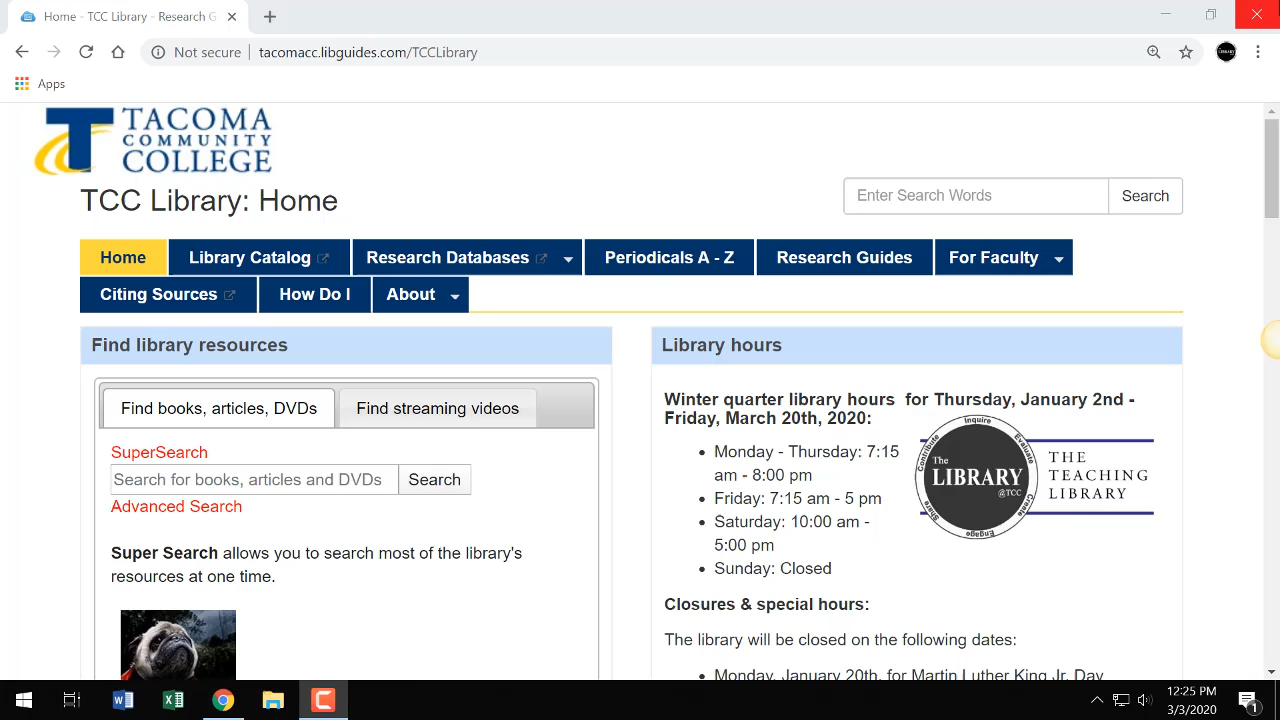 Home - TCC Library - Research G
Not secure
tacomacc.libguides.com/TCCLibrary
LIBRARY
Apps
T TACOMA
COMMUNITY
COLLEGE
TCC Library: Home
Enter Search Words
Search
Home
Library Catalog
Research Databases
Periodicals A - Z
Research Guides
For Faculty
Citing Sources
How Do I
About
Find library resources
Find books, articles, DVDs
Find streaming videos
SuperSearch
Search for books, articles and DVDs
Search
Advanced Search
Super Search allows you to search most of the library's
resources at one time.
Library hours
Winter quarter library hours for Thursday, January 2nd -
Friday, March 20th, 2020:
• Monday - Thursday: 7:15
am - 8:00 pm
• Friday: 7:15 am - 5 pm
• Saturday: 10:00 am -
5:00 pm
• Sunday: Closed
Inquire
Evaluate
Create
Engage
Share
Contribute
The
LIBRARY
@TCC
THE
TEACHING
LIBRARY
Closures & special hours:
The library will be closed on the following dates:
• Monday, January 20th, for Martin Luther King Jr. Day
12:25 PM
3/3/2020
1